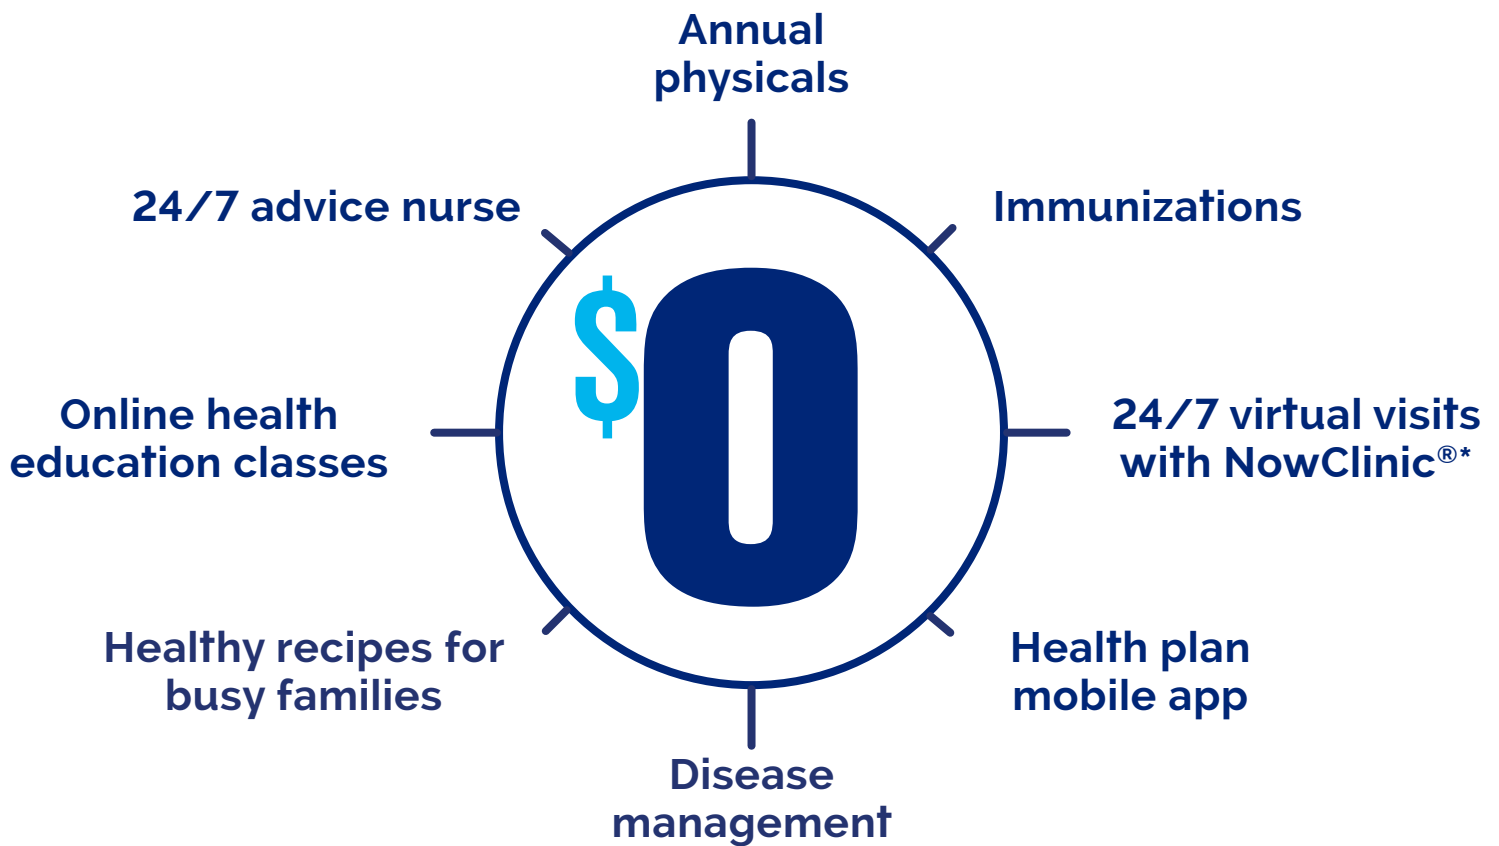 Annual
physicals
24/7 advice nurse
Immunizations
$0
Online health
education classes
24/7 virtual visits
with NowClinic®*
Healthy recipes for
busy families
Health plan
mobile app
Disease
management